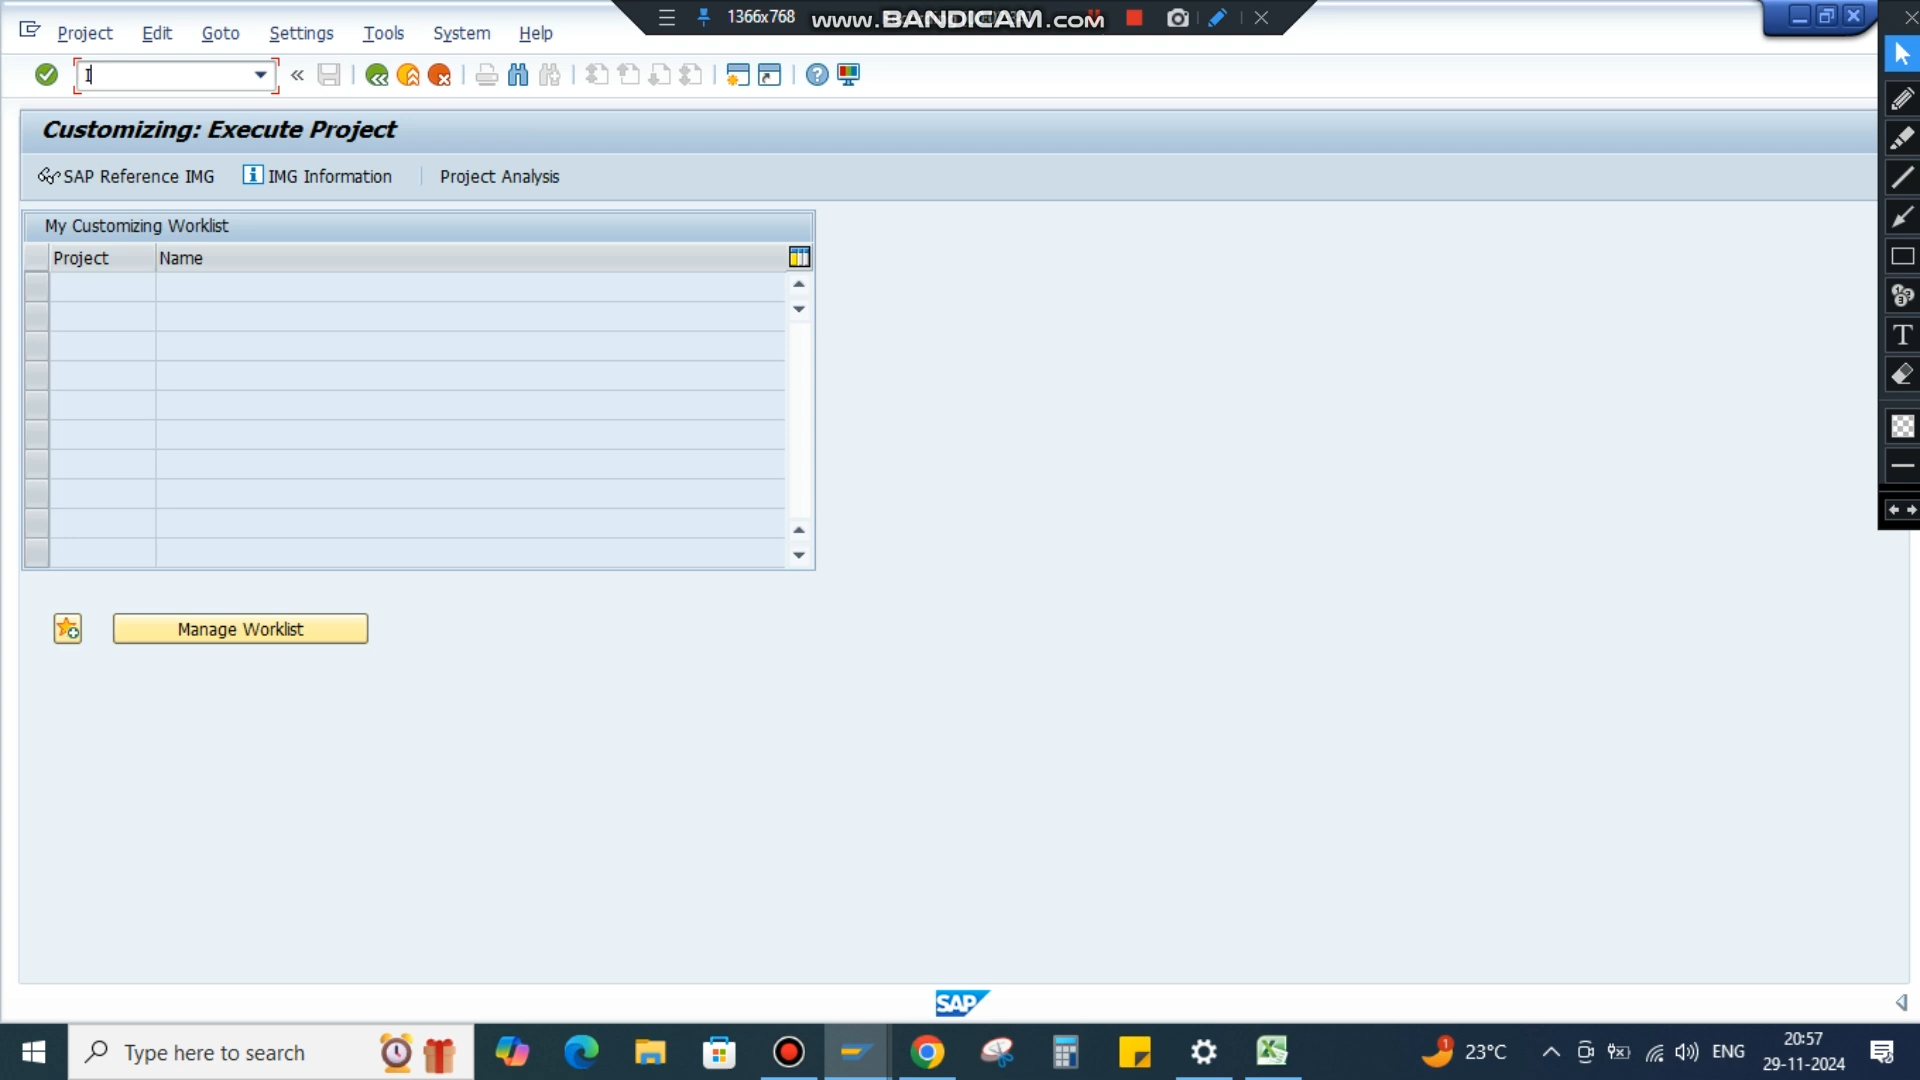 1366x768
www.BANDICAM.com
Project Edit Goto Settings Tools System Help
Customizing: Execute Project
SAP Reference IMG
IMG Information
Project Analysis
My Customizing Worklist
Project Name
Manage Worklist
SAP
Type here to search
1
23°C
ENG
20:57
29-11-2024